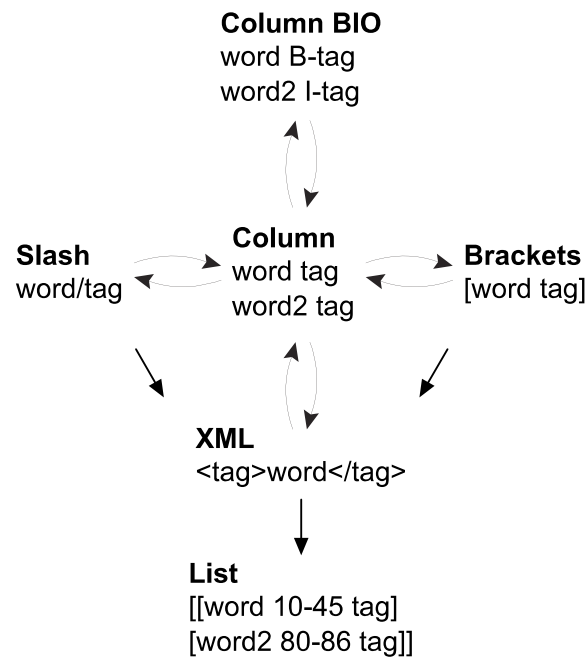 Column BIO
word B-tag
word2 I-tag
Slash
word/tag
Column
word tag
word2 tag
Brackets
[word tag]
XML
<tag>word</tag>
List
[[word 10-45 tag]
[word2 80-86 tag]]